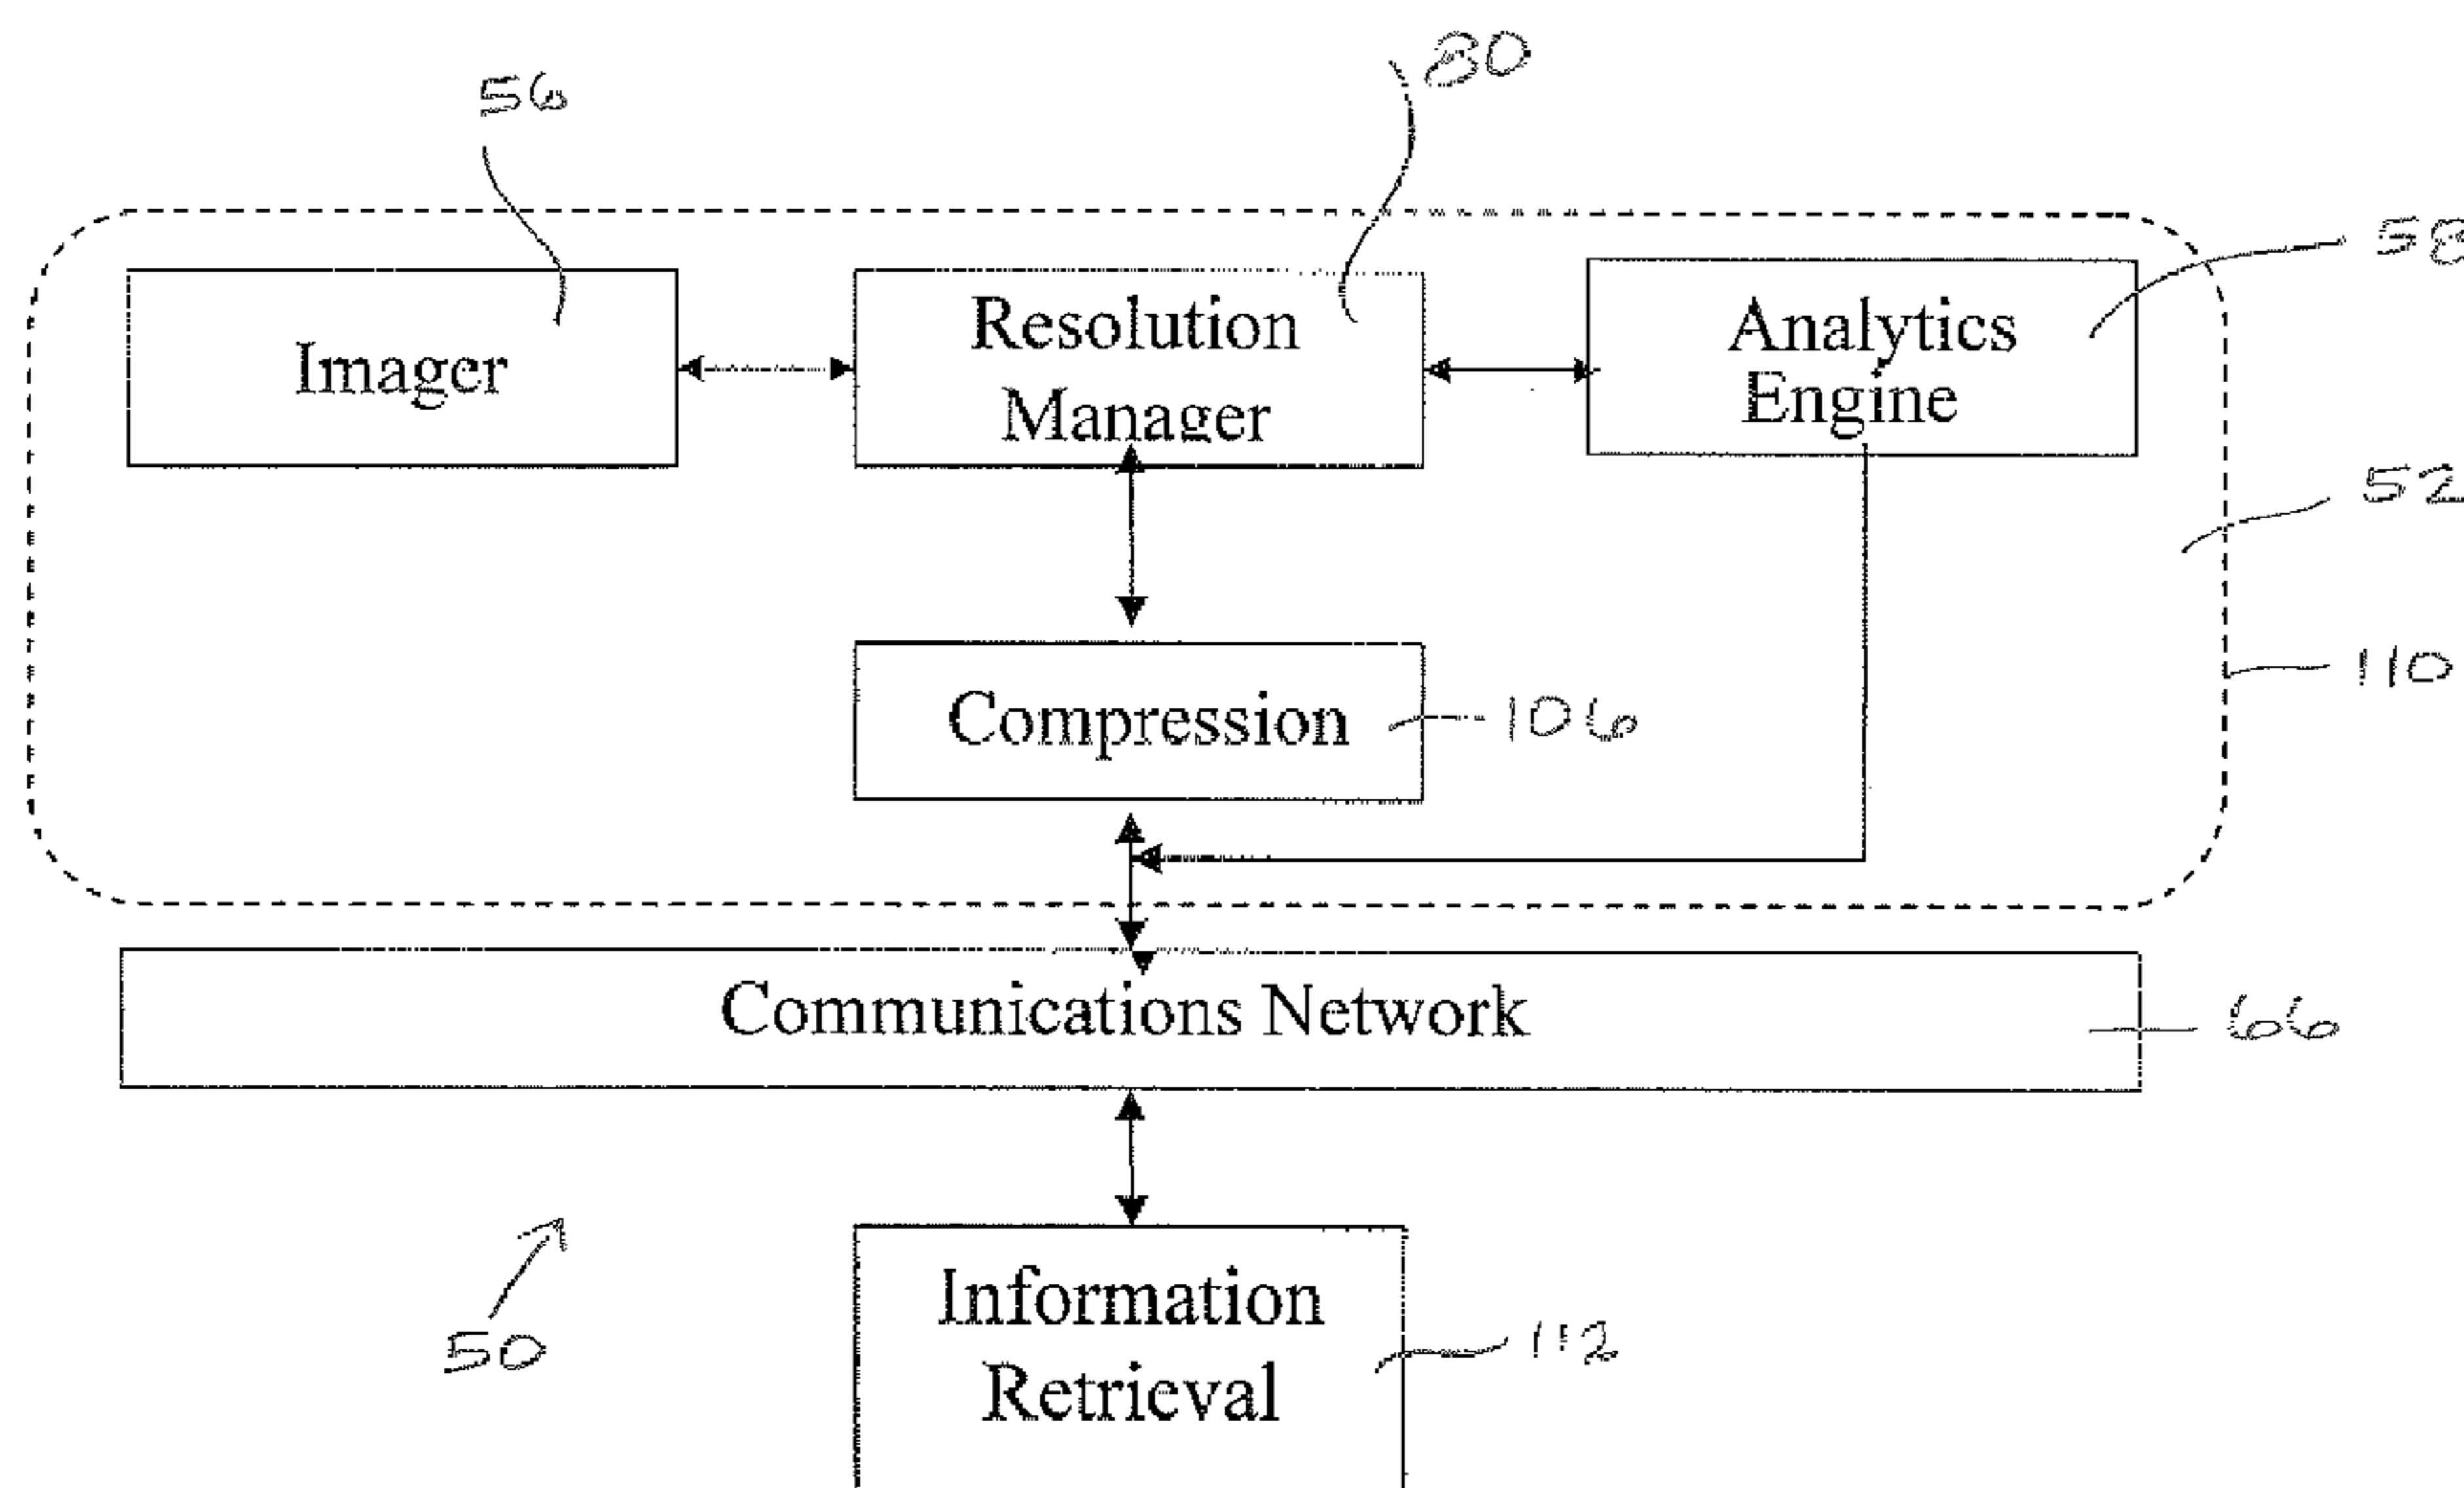 56
80
58
Imager
Resolution
Manager
Analytics
Engine
52
110
Compression
106
Communications Network
66
Information
Retrieval
112
50